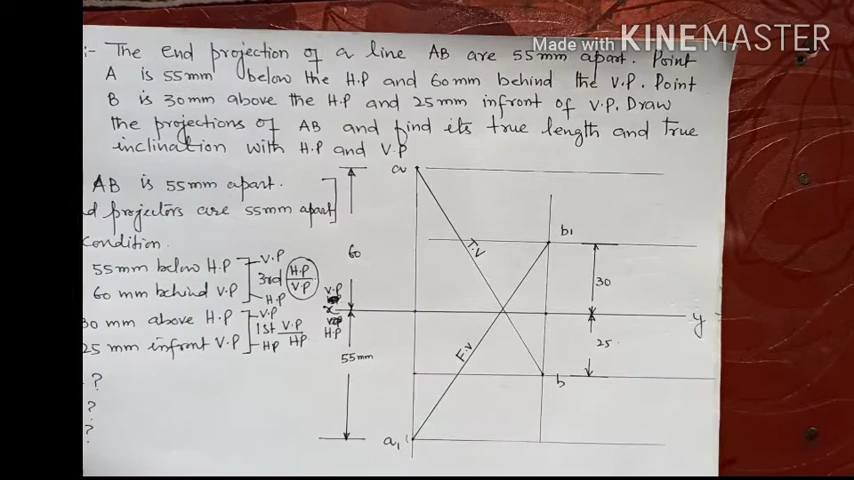 Made with KINEMASTER
:- The end projection of a line AB are 55mm apart. Point
A is 55mm below the H.P and 60mm behind the V.P. Point
B is 30mm above the H.P and 25mm infront of V.P. Draw
the projections of AB and find its true length and True
inclination with H.P and V.P
AB is 55mm apart.
d projectors are 55mm apart
condition.
55mm below H.P
60 mm behind V.P
V.P
3rd H.P
V.P
H.P
30 mm above H.P
25 mm infront V.P
V.P
1st V.P
HP
HP
?
?
?
a
60
T.V
b1
30
V.P
x
H.P
y
55mm
F.V
25
b
a1